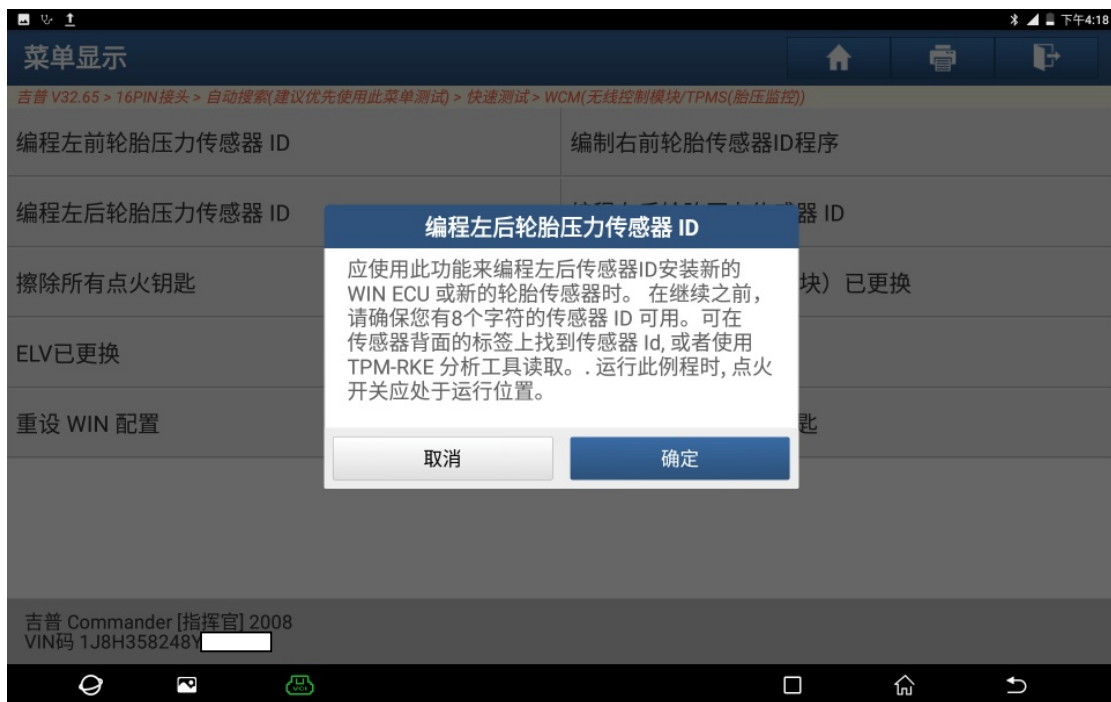 下午4:18
菜单显示
吉普 V32.65 > 16PIN接头 > 自动搜索(建议优先使用此菜单测试) > 快速测试 > WCM(无线控制模块/TPMS(胎压监控))
编程左前轮胎压力传感器 ID
编制右前轮胎传感器ID程序
编程左后轮胎压力传感器 ID
器 ID
擦除所有点火钥匙
块）已更换
ELV已更换
重设 WIN 配置
匙
编程左后轮胎压力传感器 ID
应使用此功能来编程左后传感器ID安装新的
WIN ECU 或新的轮胎传感器时。 在继续之前，
请确保您有8个字符的传感器 ID 可用。可在
传感器背面的标签上找到传感器 Id, 或者使用
TPM-RKE 分析工具读取。. 运行此例程时, 点火
开关应处于运行位置。
取消
确定
吉普 Commander [指挥官] 2008
VIN码 1J8H358248Y
VCI